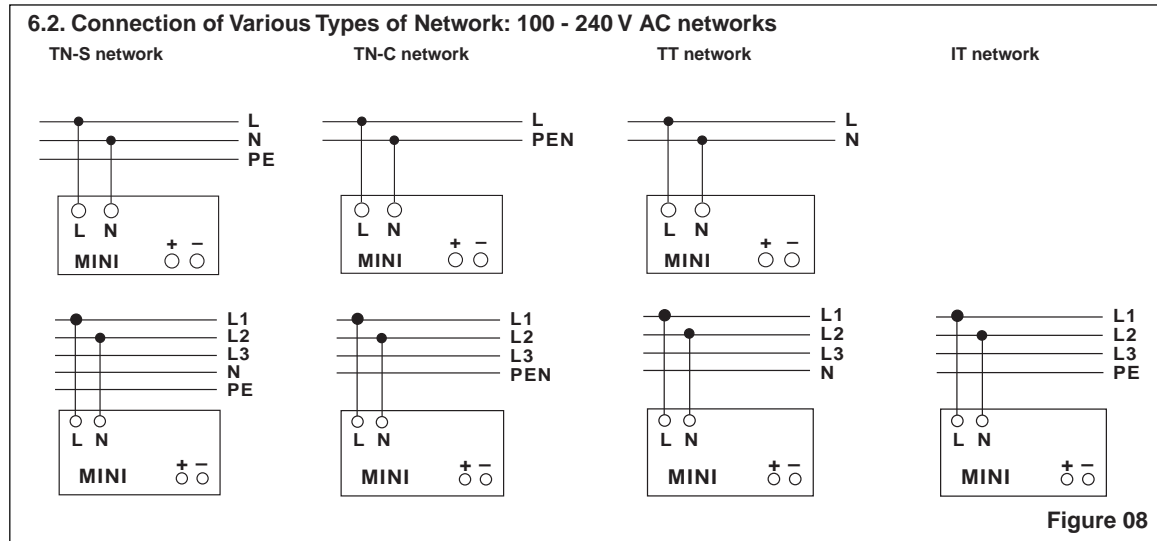 6.2. Connection of Various Types of Network: 100 - 240 V AC networks
TN-S network
TN-C network
TT network
IT network
L
N
PE
L N
+ –
MINI
L
PEN
L N
+ –
MINI
L
N
L N
+ –
MINI
L1
L2
L3
N
PE
L N
+ –
MINI
L1
L2
L3
PEN
L N
+ –
MINI
L1
L2
L3
N
L N
+ –
MINI
L1
L2
L3
PE
L N
+ –
MINI
Figure 08